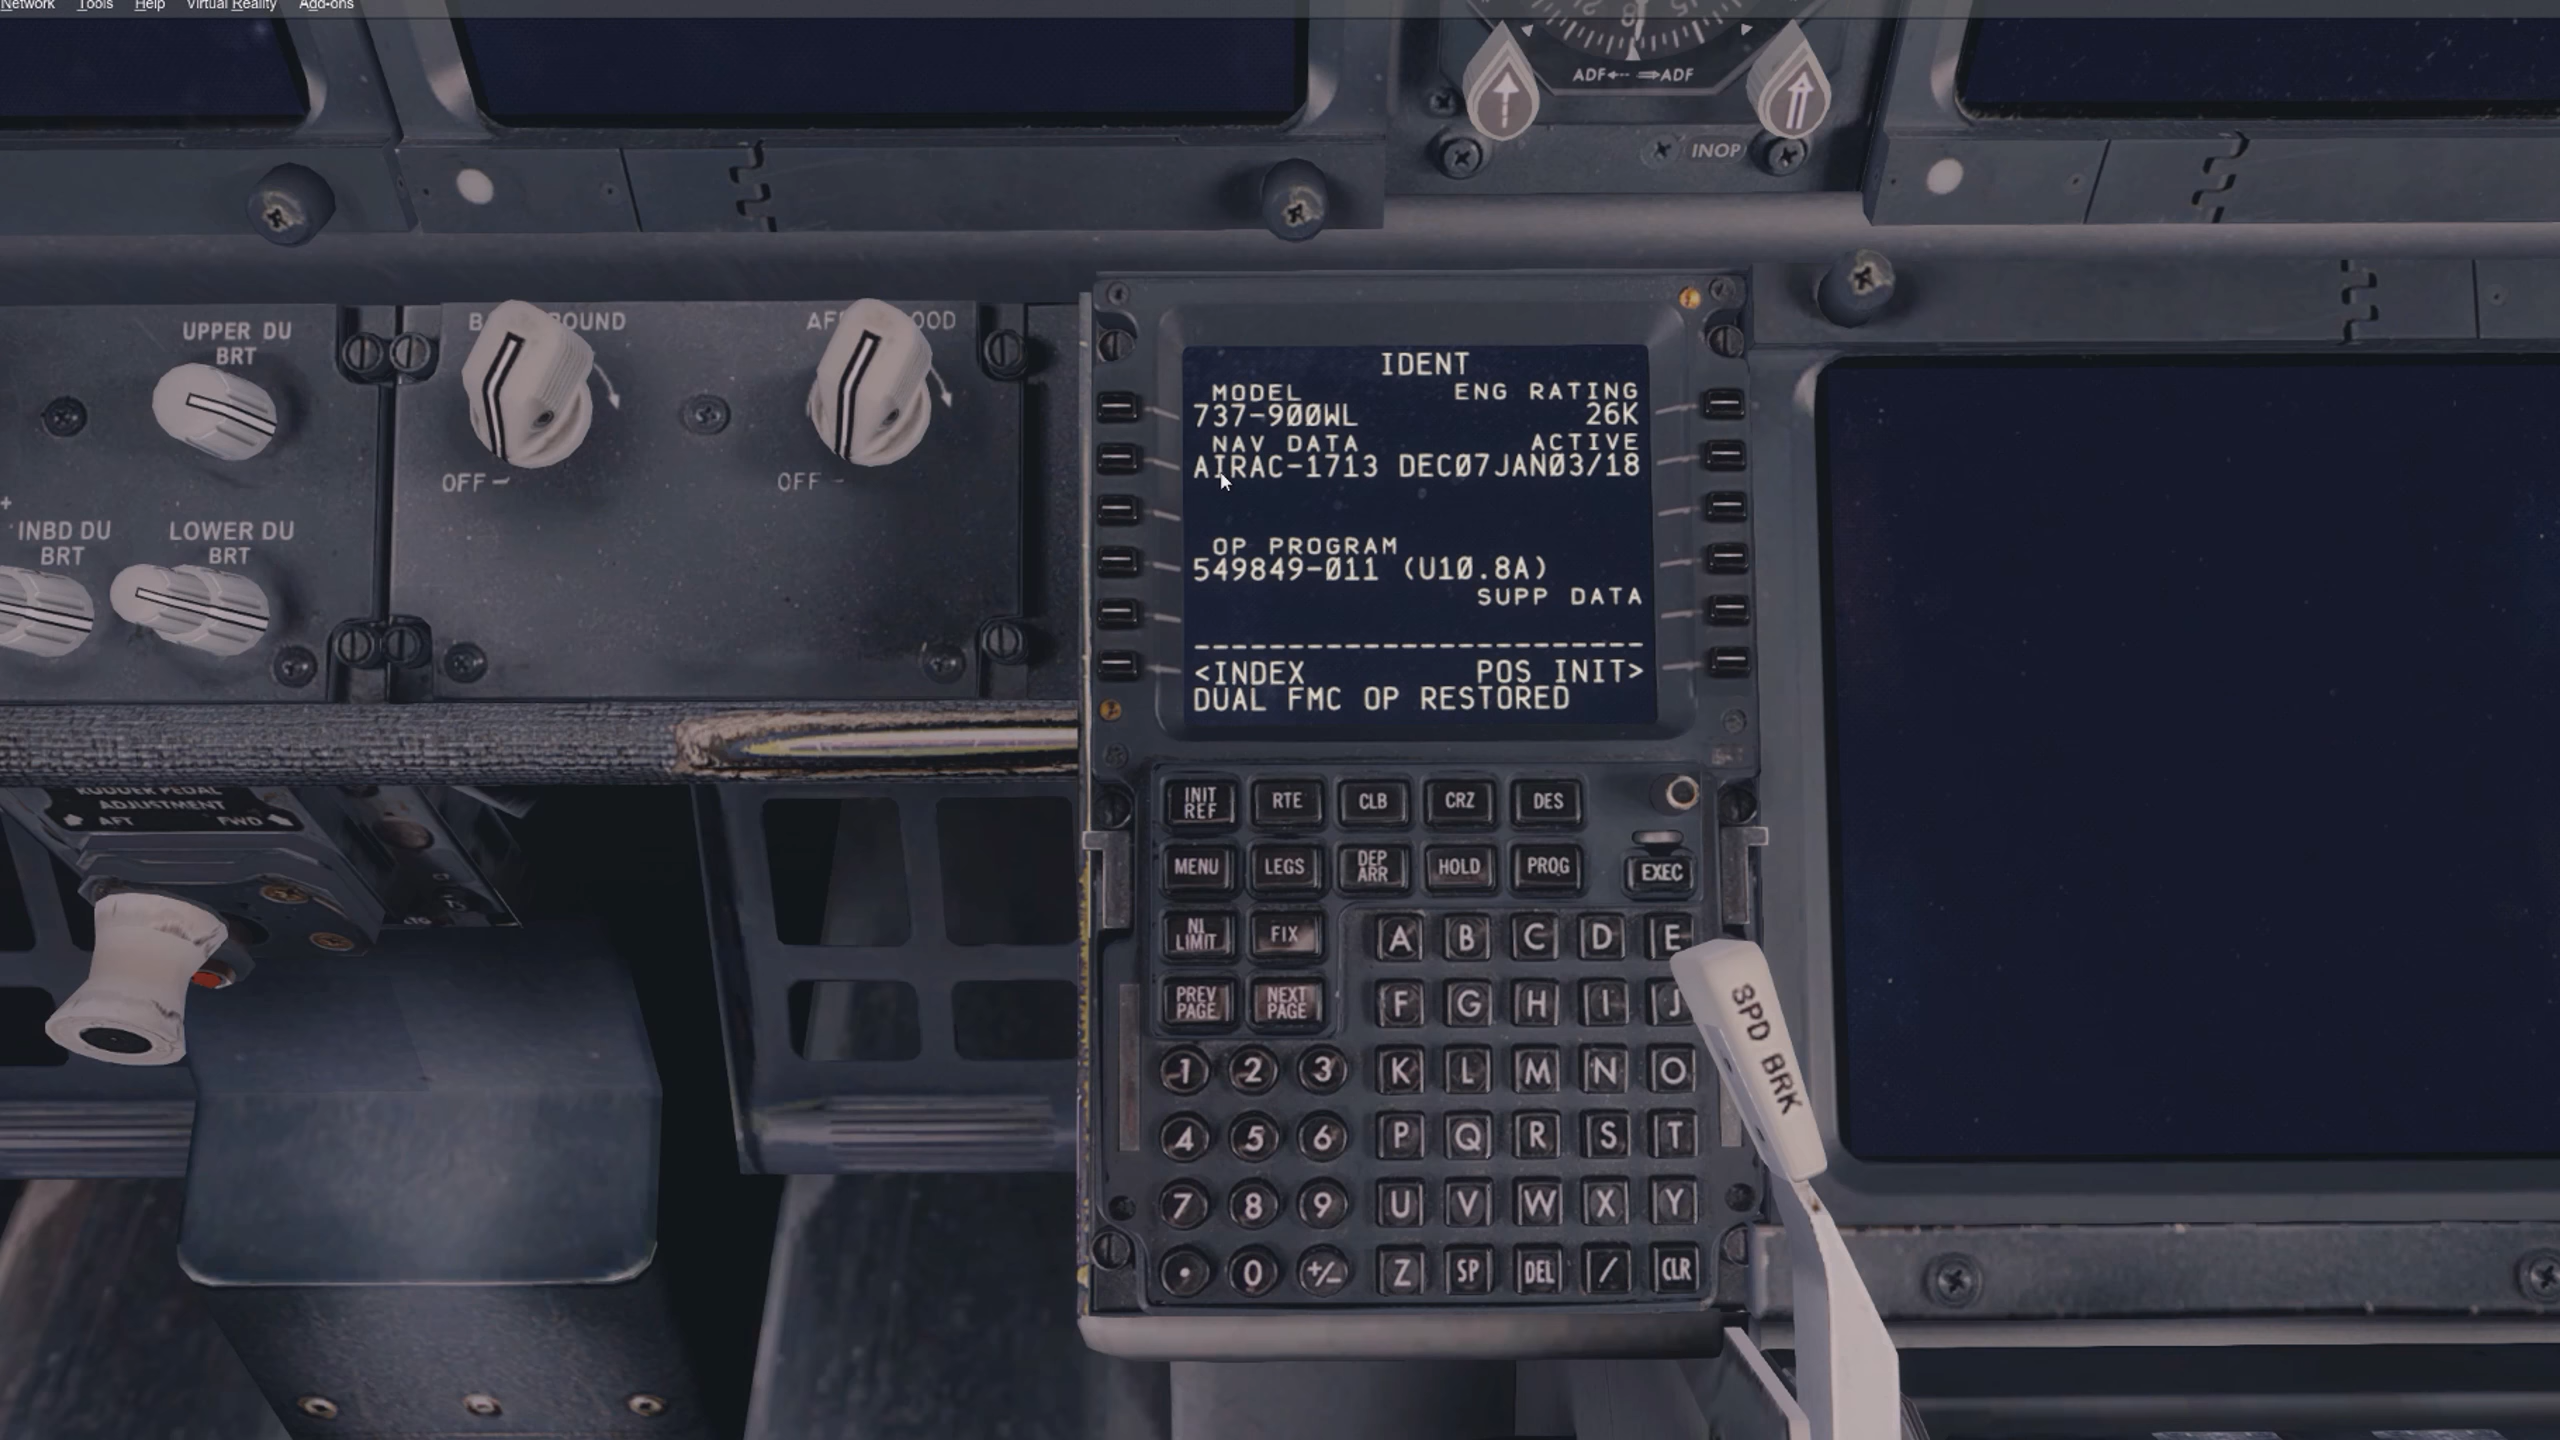 Network Tools Help Virtual Reality Add-ons
ADF ADF
INOP
UPPER DU
BRT
OFF
OFF
INBD DU
BRT
LOWER DU
BRT
IDENT
MODEL ENG RATING
737-900WL 26K
NAV DATA ACTIVE
AIRAC-1713 DEC07JAN03/18
OP PROGRAM
549849-011 (U10.8A)
SUPP DATA
------------------------
<INDEX POS INIT>
DUAL FMC OP RESTORED
RUDDER PEDAL
ADJUSTMENT
AFT FWD
INIT REF RTE CLB CRZ DES
MENU LEGS DEP ARR HOLD PROG EXEC
N1 LIMIT FIX A B C D E
PREV PAGE NEXT PAGE F G H I J
1 2 3 K L M N O
4 5 6 P Q R S T
7 8 9 U V W X Y
. 0 +/- Z SP DEL / CLR
SPD BRK